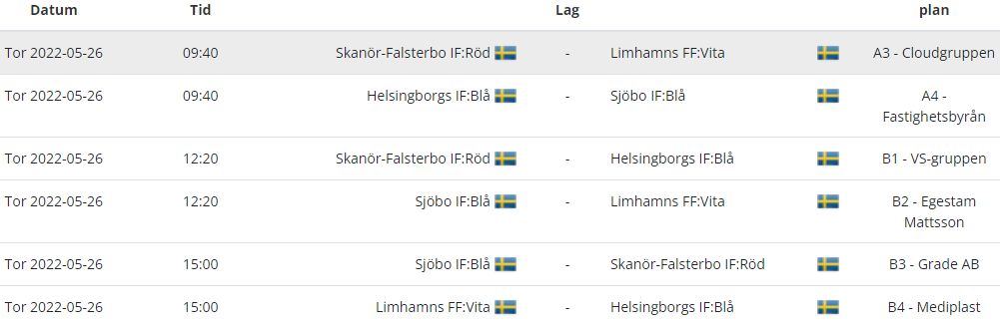 Datum Tid Lag plan
Tor 2022-05-26 09:40 Skanör-Falsterbo IF:Röd - Limhamns FF:Vita A3 - Cloudgruppen
Tor 2022-05-26 09:40 Helsingborgs IF:Blå - Sjöbo IF:Blå A4 -
Fastighetsbyrån
Tor 2022-05-26 12:20 Skanör-Falsterbo IF:Röd - Helsingborgs IF:Blå B1 - VS-gruppen
Tor 2022-05-26 12:20 Sjöbo IF:Blå - Limhamns FF:Vita B2 - Egestam
Mattsson
Tor 2022-05-26 15:00 Sjöbo IF:Blå - Skanör-Falsterbo IF:Röd B3 - Grade AB
Tor 2022-05-26 15:00 Limhamns FF:Vita - Helsingborgs IF:Blå B4 - Mediplast